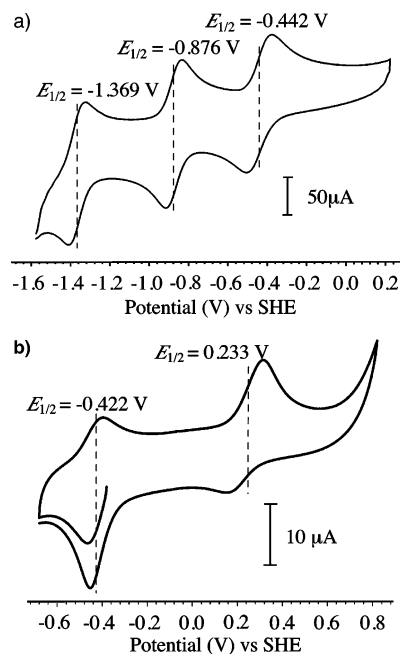 a)
E1/2 = -0.442 V
E1/2 = -0.876 V
E1/2 = -1.369 V
50μA
-1.6 -1.4 -1.2 -1.0 -0.8 -0.6 -0.4 -0.2 0.0 0.2
Potential (V) vs SHE
b)
E1/2 = 0.233 V
E1/2 = -0.422 V
10 μA
-0.6 -0.4 -0.2 0.0 0.2 0.4 0.6 0.8
Potential (V) vs SHE